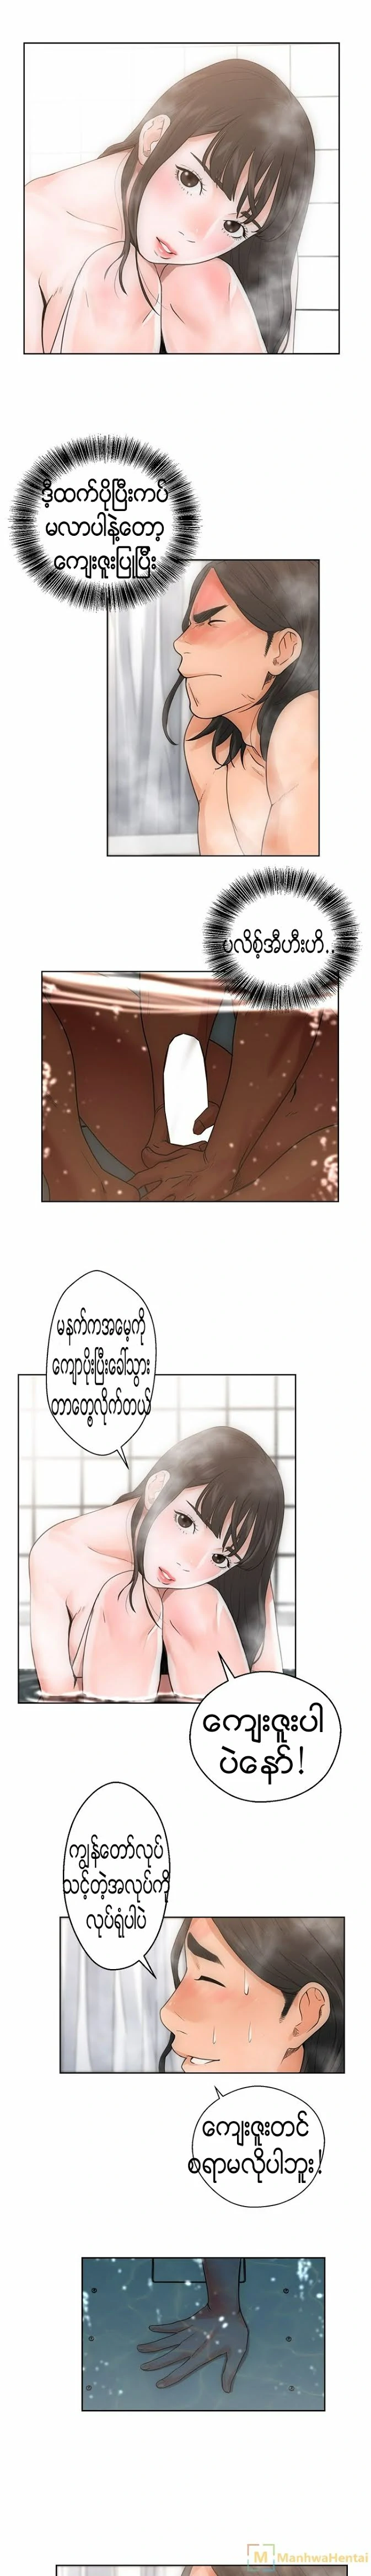 ဒီ့ထက်ပိုပြီးကပ်
မလာပါနဲ့တော့
ကျေးဇူးပြုပြီး
ပလိစ့်အီဟီးဟိ..
မနက်ကအမေ့ကို
ကျောပိုးပြီးခေါ်သွား
တာတွေ့လိုက်တယ်
ကျေးဇူးပါ
ပဲနော်!
ကျွန်တော်လုပ်
သင့်တဲ့အလုပ်ကို
လုပ်ရုံပါပဲ
ကျေးဇူးတင်
စရာမလိုပါဘူး!
M ManhwaHentai